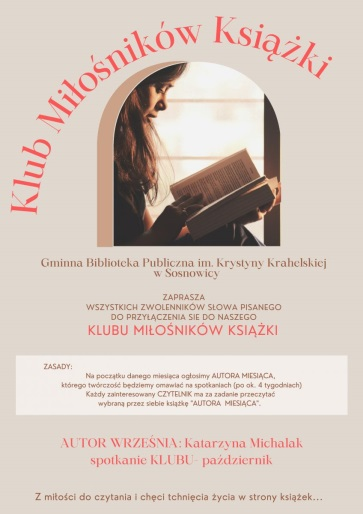 Klub Miłośników Książki
Gminna Biblioteka Publiczna im. Krystyny Krahelskiej
w Sosnowicy
ZAPRASZA
WSZYSTKICH ZWOLENNIKÓW SŁOWA PISANEGO
DO PRZYŁĄCZENIA SIE DO NASZEGO
KLUBU MIŁOŚNIKÓW KSIĄŻKI
ZASADY:
Na początku danego miesiąca ogłosimy AUTORA MIESIĄCA,
którego twórczość będziemy omawiać na spotkaniach (po ok. 4 tygodniach)
Każdy zainteresowany CZYTELNIK ma za zadanie przeczytać
wybraną przez siebie książkę "AUTORA MIESIĄCA".
AUTOR WRZEŚNIA: Katarzyna Michalak
spotkanie KLUBU- październik
Z miłości do czytania i chęci tchnięcia życia w strony książek...